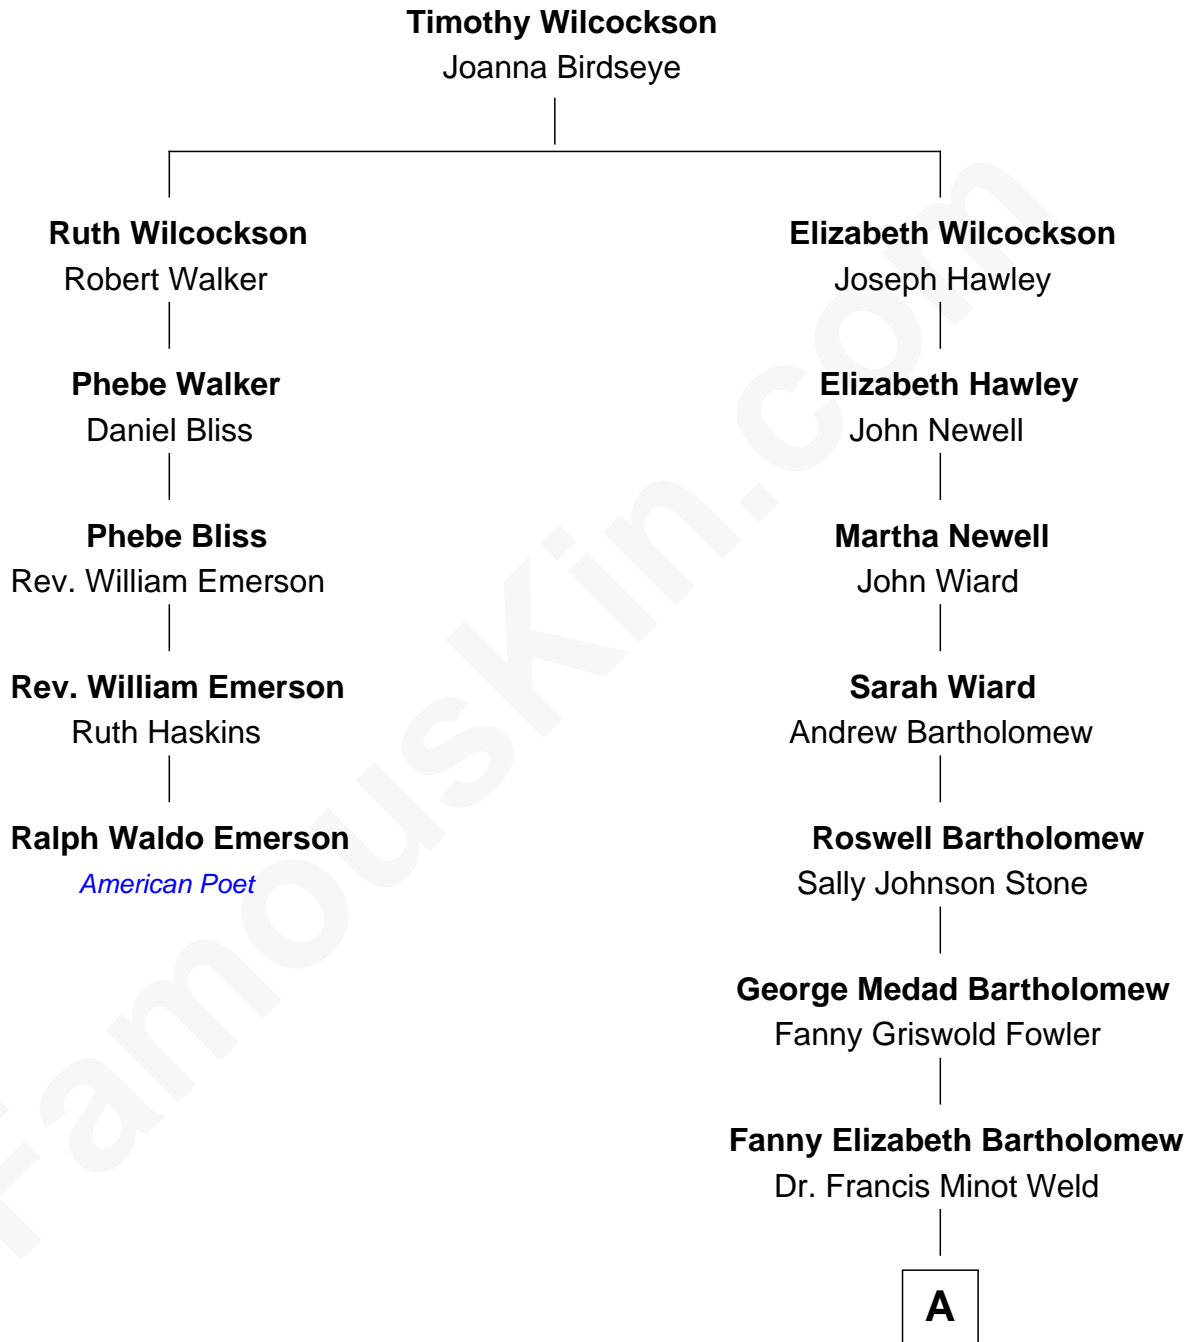 Timothy Wilcockson
Joanna Birdseye
Ruth Wilcockson
Robert Walker
Elizabeth Wilcockson
Joseph Hawley
Phebe Walker
Daniel Bliss
Elizabeth Hawley
John Newell
Phebe Bliss
Rev. William Emerson
Martha Newell
John Wiard
Rev. William Emerson
Ruth Haskins
Sarah Wiard
Andrew Bartholomew
Ralph Waldo Emerson
American Poet
Roswell Bartholomew
Sally Johnson Stone
George Medad Bartholomew
Fanny Griswold Fowler
Fanny Elizabeth Bartholomew
Dr. Francis Minot Weld
A
FamousKin.com